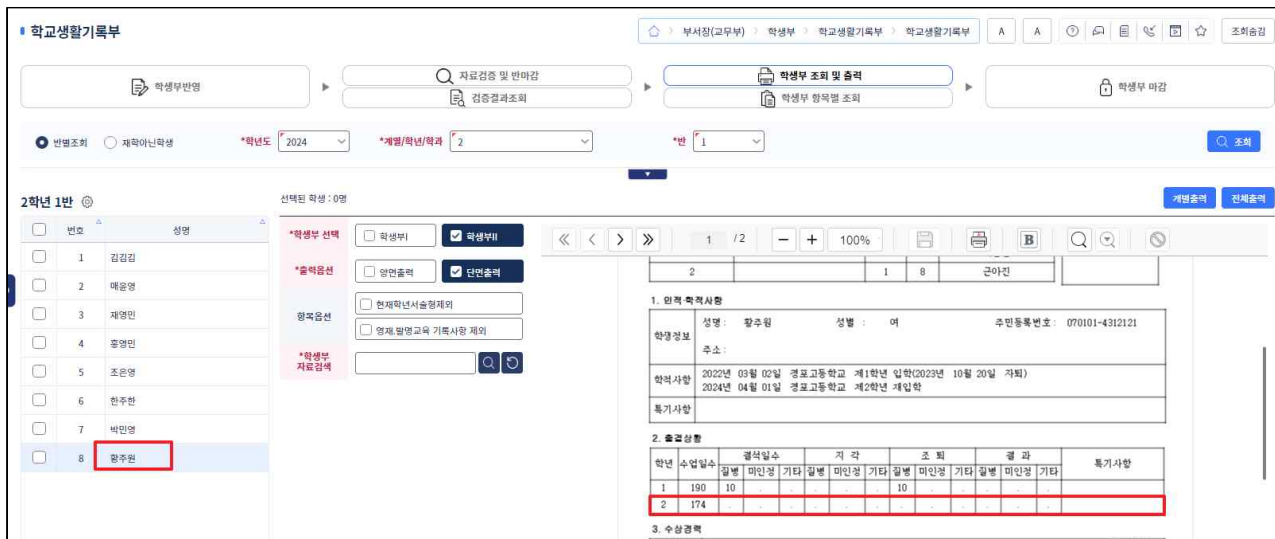 학교생활기록부
부서장(교무부) > 학생부 > 학교생활기록부 > 학교생활기록부
A A 조회숨김
학생부반영
자료검증 및 반마감
검증결과조회
학생부 조회 및 출력
학생부 항목별 조회
학생부 마감
반별조회 재학아닌학생 *학년도 2024 *계열/학년/학과 2 *반 1 조회
2학년 1반
선택된 학생 : 0명
개별출력 전체출력
번호 성명
1 김김김
2 매운영
3 재영민
4 홍영민
5 조은영
6 한주한
7 박민영
8 황주원
*학생부 선택 학생부I 학생부II
*출력옵션 양면출력 단면출력
항목옵션 현재학년서술형제외
영재,발명교육 기록사항 제외
*학생부
자료검색
1 /2 100% B
2 1 8 근아진
1. 인적·학적사항
학생정보 성명 : 황주원 성별 : 여 주민등록번호 : 070101-4312121
주소 :
학적사항 2022년 03월 02일 경포고등학교 제1학년 입학(2023년 10월 20일 자퇴)
2024년 04월 01일 경포고등학교 제2학년 재입학
특기사항
2. 출결상황
학년 수업일수 결석일수 지 각 조 퇴 결 과 특기사항
질병 미인정 기타 질병 미인정 기타 질병 미인정 기타 질병 미인정 기타
1 190 10 . . . . . 10 . . . . .
2 174 . . . . . . . . . . . .
3. 수상경력